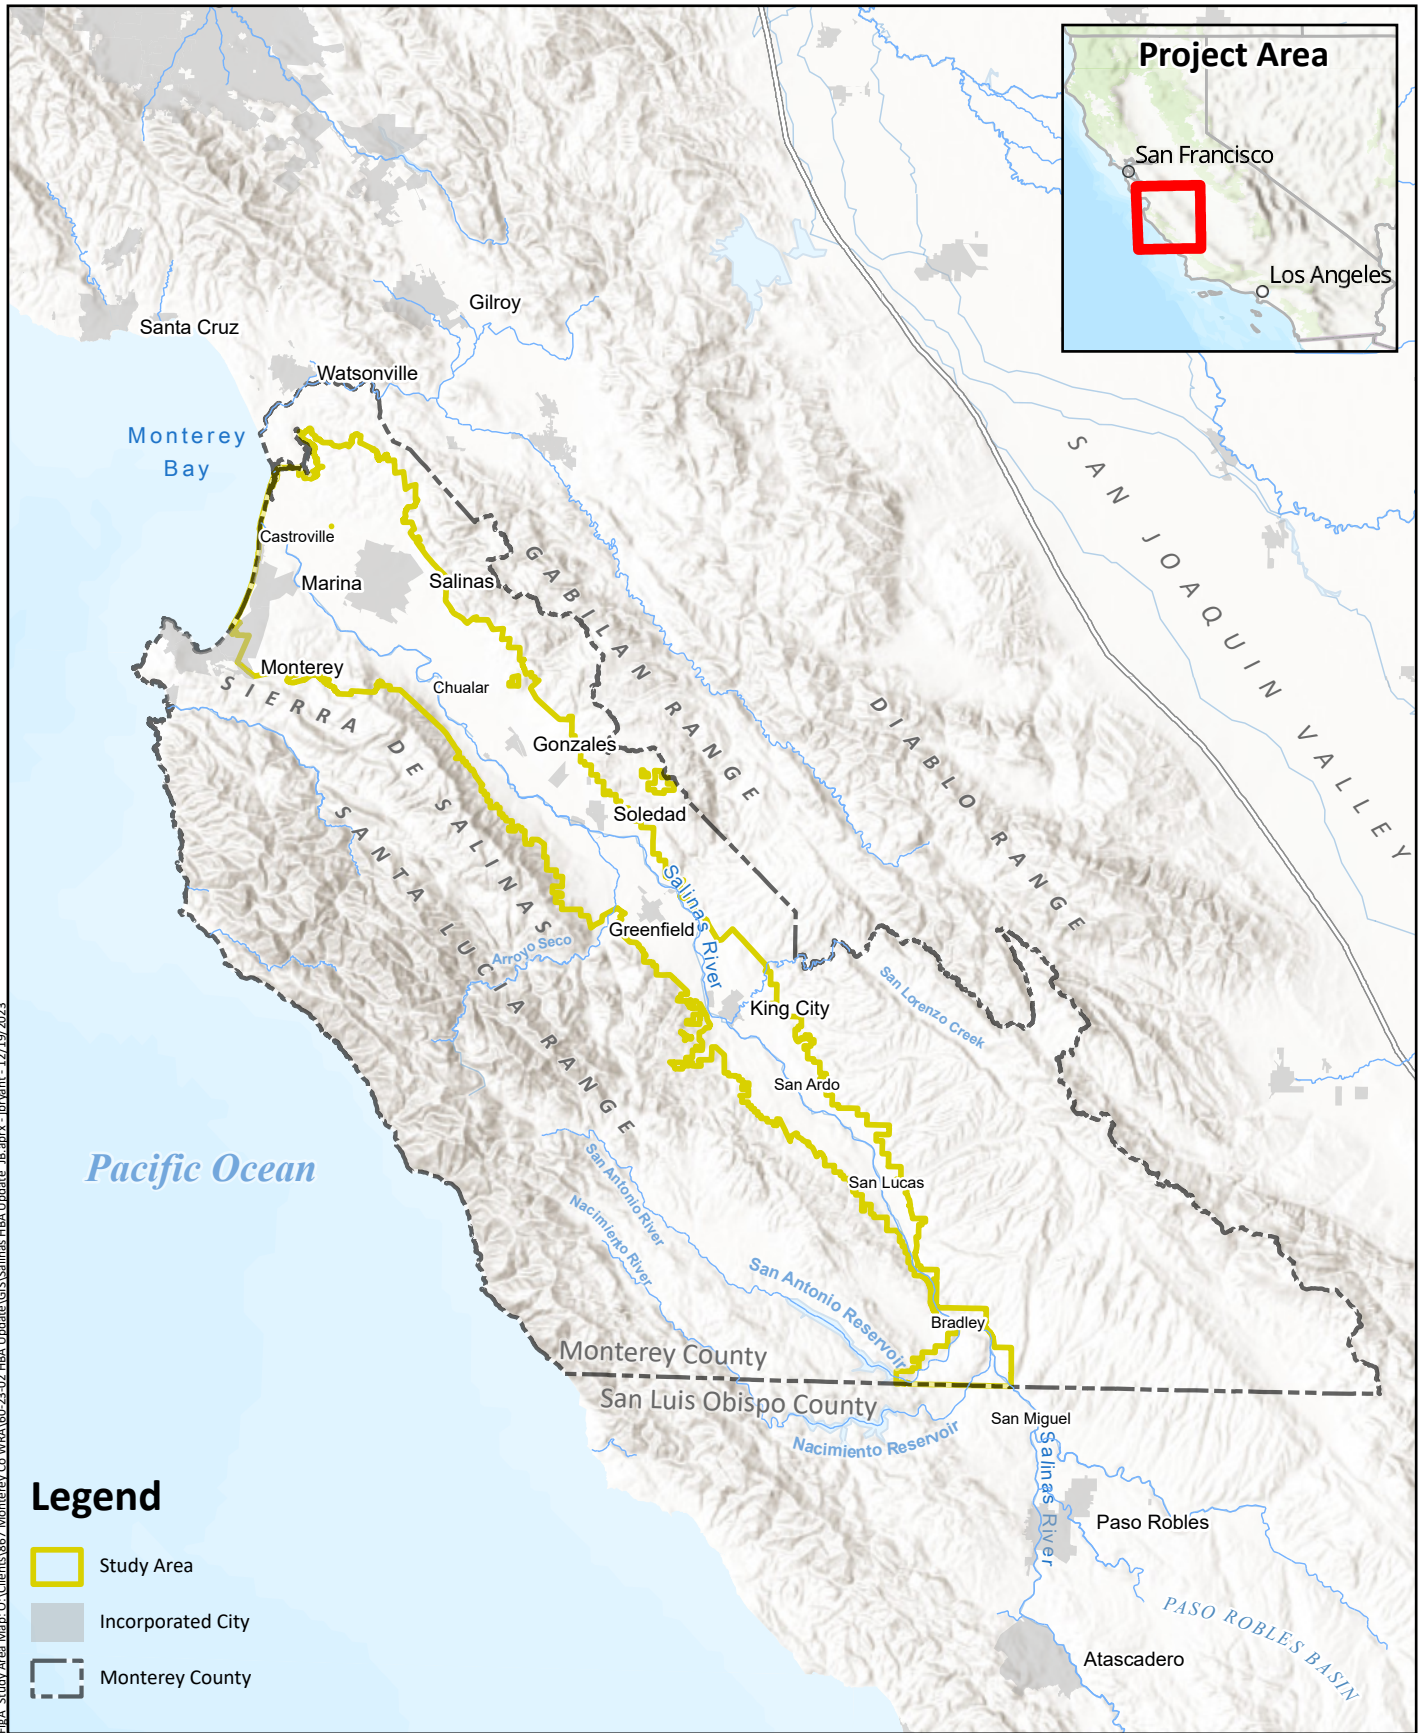 Project Area
San Francisco
Los Angeles
Gilroy
Santa Cruz
Watsonville
Monterey
Bay
SAN JOAQUIN VALLEY
Castroville
Marina
Salinas
GABILAN RANGE
Monterey
Chualar
SIERRA DE SALINAS
DIABLO RANGE
Gonzales
Soledad
SANTA LUCIA RANGE
Salinas River
Greenfield
Arroyo Seco
San Lorenzo Creek
King City
San Ardo
Pacific Ocean
San Antonio River
San Lucas
Nacimiento River
San Antonio Reservoir
Bradley
Monterey County
San Luis Obispo County
San Miguel
Nacimiento Reservoir
Salinas River
Paso Robles
PASO ROBLES BASIN
Atascadero
Legend
Study Area
Incorporated City
Monterey County